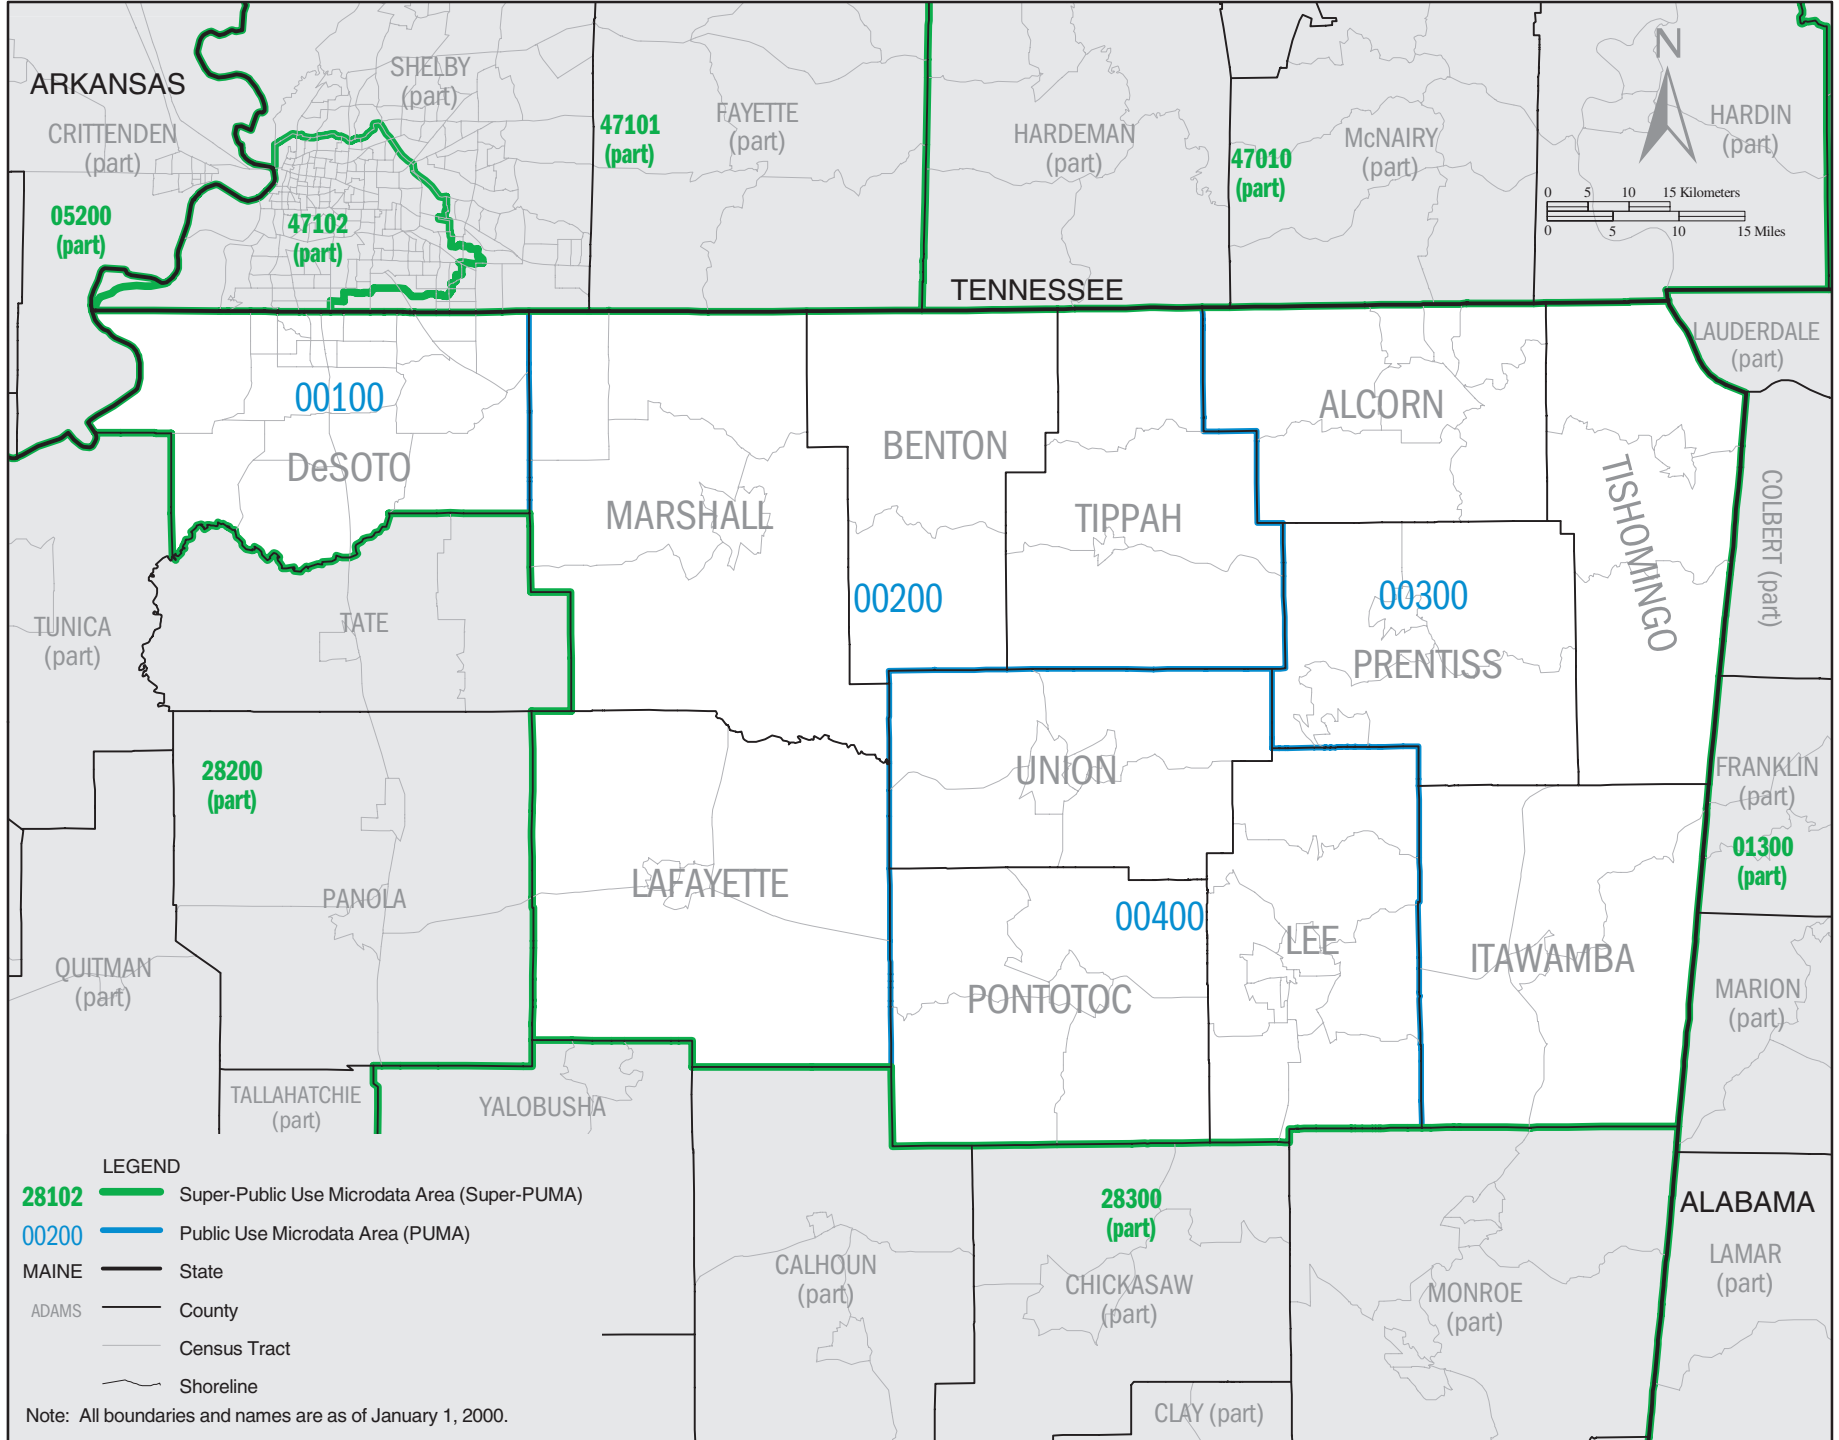 ARKANSAS
CRITTENDEN
(part)
05200
(part)
SHELBY
(part)
47102
(part)
47101
(part)
FAYETTE
(part)
HARDEMAN
(part)
47010
(part)
McNAIRY
(part)
N
HARDIN
(part)
0 5 10 15 Kilometers
0 5 10 15 Miles
TENNESSEE
LAUDERDALE
(part)
00100
DeSOTO
MARSHALL
BENTON
TIPPAH
ALCORN
TISHOMINGO
COLBERT (part)
00200
00300
PRENTISS
TUNICA
(part)
TATE
28200
(part)
UNION
FRANKLIN
(part)
01300
(part)
PANOLA
LAFAYETTE
00400
LEE
PONTOTOC
ITAWAMBA
QUITMAN
(part)
MARION
(part)
TALLAHATCHIE
(part)
YALOBUSHA
LEGEND
28102 Super-Public Use Microdata Area (Super-PUMA)
00200 Public Use Microdata Area (PUMA)
MAINE State
ADAMS County
Census Tract
Shoreline
Note: All boundaries and names are as of January 1, 2000.
28300
(part)
CALHOUN
(part)
CHICKASAW
(part)
MONROE
(part)
CLAY (part)
ALABAMA
LAMAR
(part)